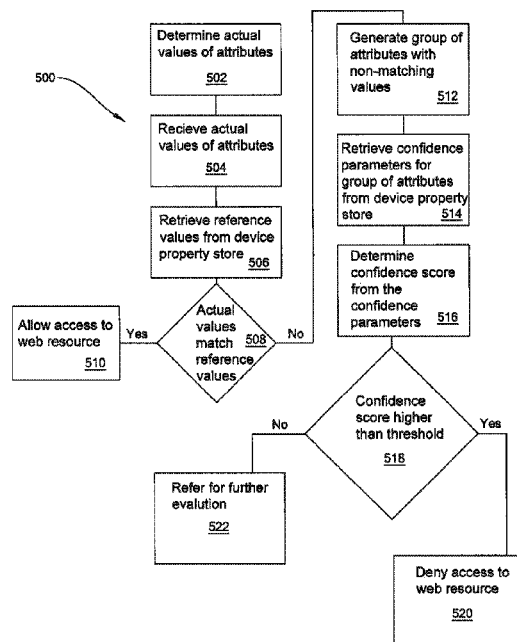 500
Determine actual
values of attributes
502
Recieve actual
values of attributes
504
Retrieve reference
values from device
property store
506
Actual
values
match
reference
values
508
Yes
No
Allow access to
web resource
510
Generate group of
attributes with
non-matching
values
512
Retrieve confidence
parameters for
group of attributes
from device property
store
514
Determine
confidence score
from the
confidence
parameters
516
Confidence
score higher
than threshold
518
No
Yes
Refer for further
evalution
522
Deny access to
web resource
520